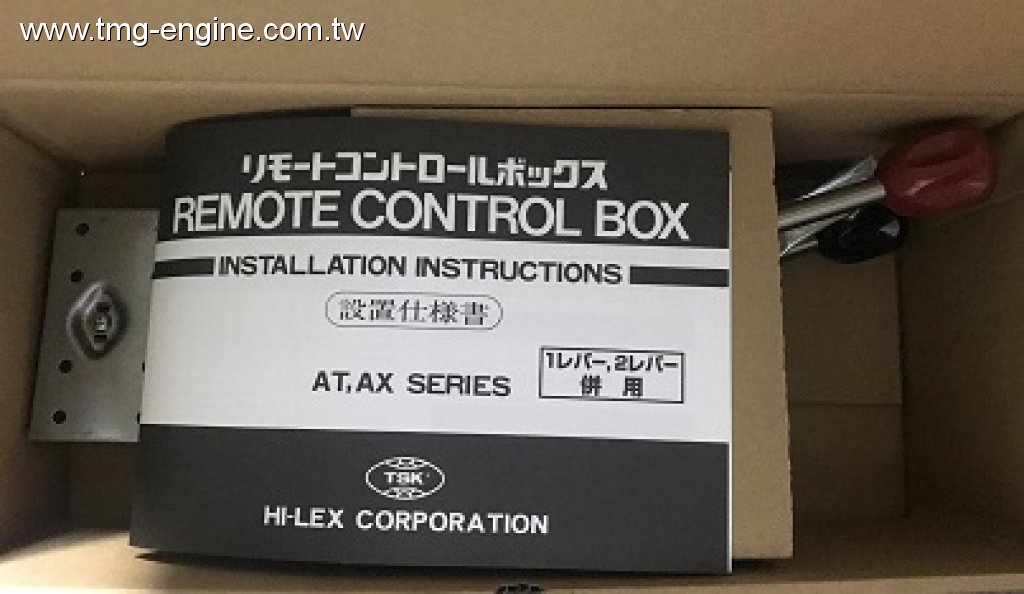 www.tmg-engine.com.tw
リモートコントロールボックス
REMOTE CONTROL BOX
INSTALLATION INSTRUCTIONS
設置仕様書
AT,AX SERIES
1レバー,2レバー
併用
TSK
HI-LEX CORPORATION